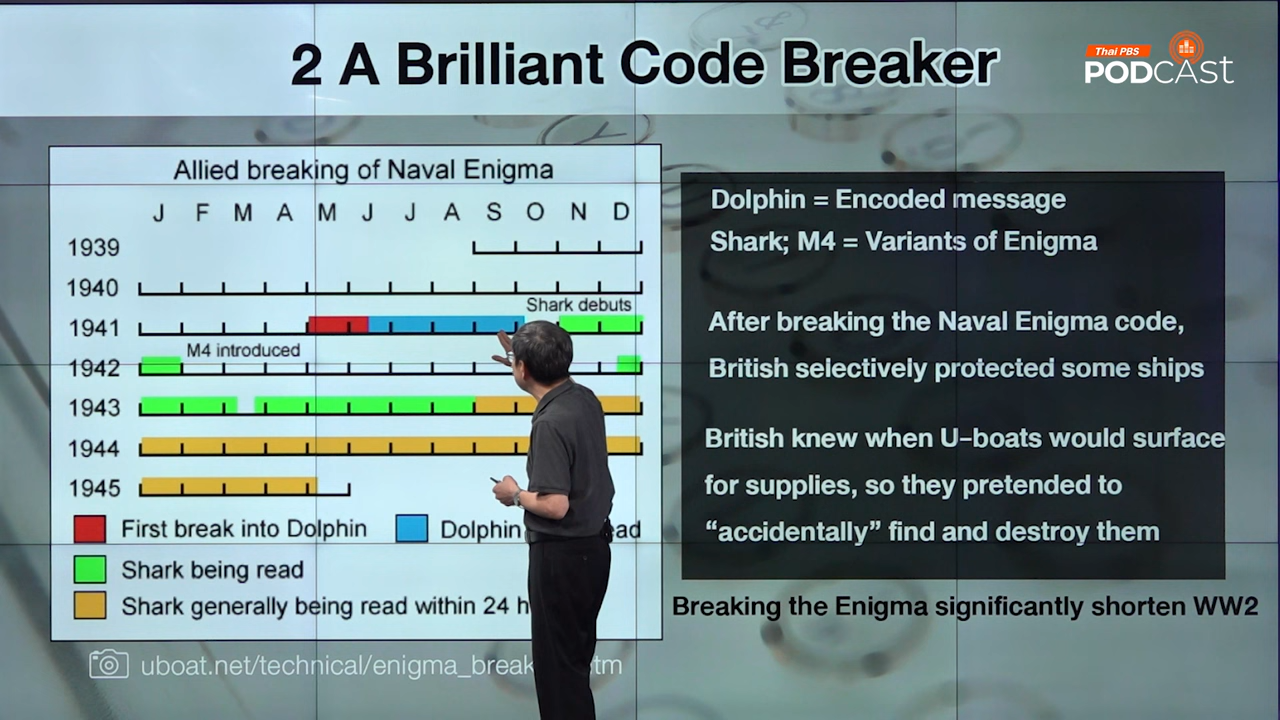 2 A Brilliant Code Breaker
Thai PBS
PODCAST
Allied breaking of Naval Enigma
J F M A M J J A S O N D
1939
1940
Shark debuts
1941
M4 introduced
1942
1943
1944
1945
First break into Dolphin
Dolphin
Shark being read
Shark generally being read within 24
uboat.net/technical/enigma_break
Dolphin = Encoded message
Shark; M4 = Variants of Enigma
After breaking the Naval Enigma code,
British selectively protected some ships
British knew when U-boats would surface
for supplies, so they pretended to
“accidentally” find and destroy them
Breaking the Enigma significantly shorten WW2